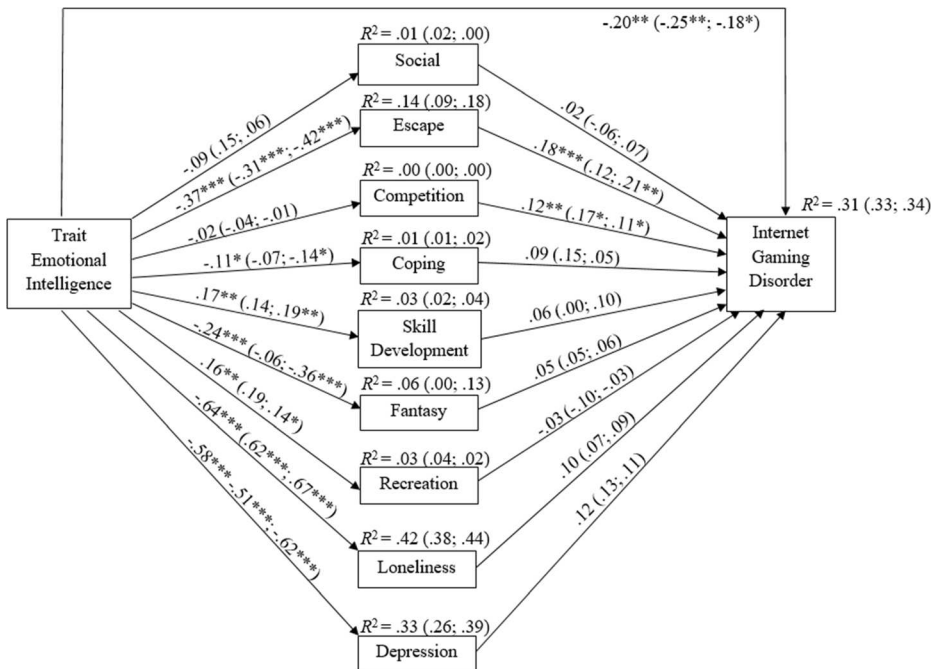 -.20** (-.25**; -.18*)
R² = .01 (.02; .00)
Social
R² = .14 (.09; .18)
Escape
R² = .00 (.00; .00)
Competition
R² = .01 (.01; .02)
Coping
R² = .03 (.02; .04)
Skill
Development
R² = .06 (.00; .13)
Fantasy
R² = .03 (.04; .02)
Recreation
R² = .42 (.38; .44)
Loneliness
R² = .33 (.26; .39)
Depression
Trait
Emotional
Intelligence
-.09 (.15; .06)
-.37*** (-.31***; -.42***)
-.02 (-.04; -.01)
-.11* (-.07; -.14*)
.17** (.14; .19**)
-.24*** (-.06; -.36***)
.16** (.19; .14*)
-.64*** (.62***; .67***)
-.58*** -.51***; -.62***)
.02 (-.06; .07)
.18*** (.12; .21**)
.12** (.17*; .11*)
.09 (.15; .05)
.06 (.00; .10)
.05 (.05; .06)
-.03 (-.10; -.03)
.10 (.07; .09)
.12 (.13; .11)
R² = .31 (.33; .34)
Internet
Gaming
Disorder